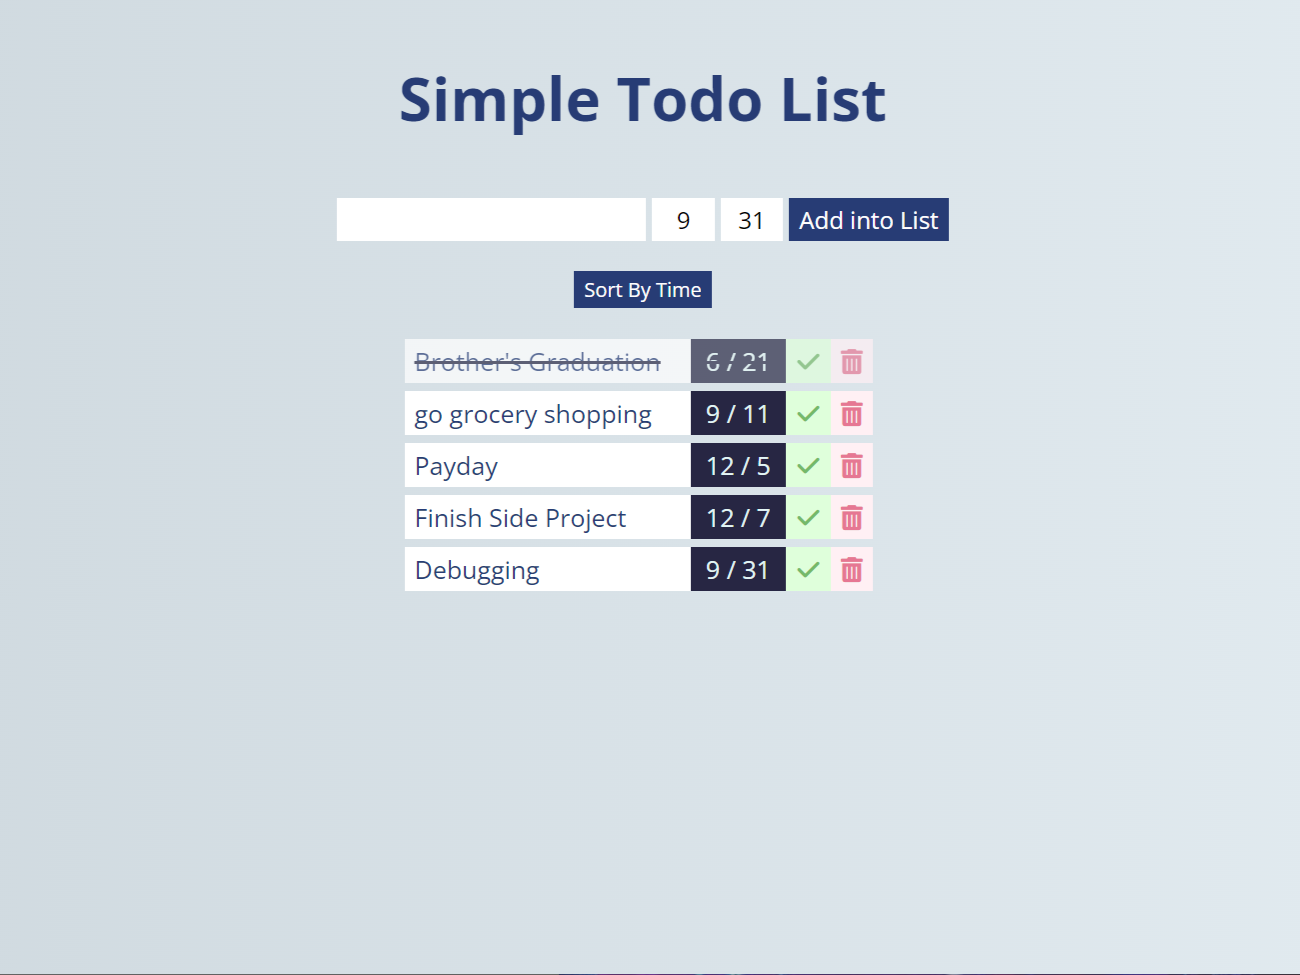 Simple Todo List
9 31 Add into List
Sort By Time
Brother's Graduation 6 / 21
go grocery shopping 9 / 11
Payday 12 / 5
Finish Side Project 12 / 7
Debugging 9 / 31